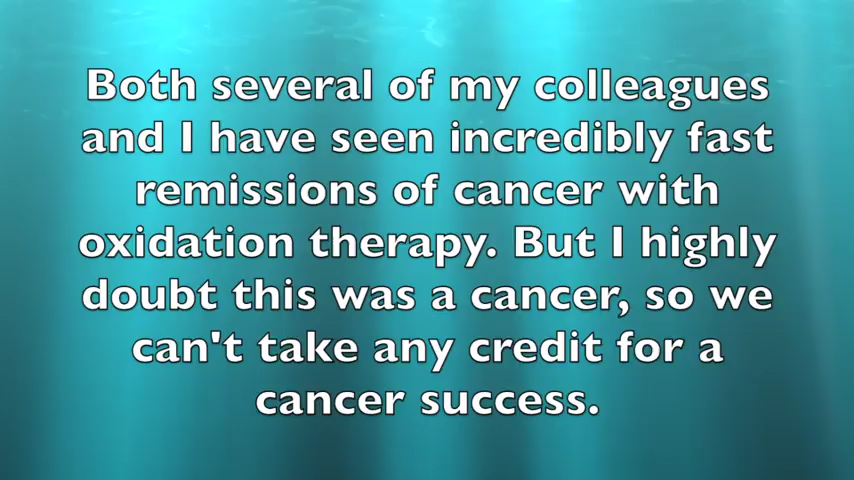 Both several of my colleagues
and I have seen incredibly fast
remissions of cancer with
oxidation therapy. But I highly
doubt this was a cancer, so we
can't take any credit for a
cancer success.